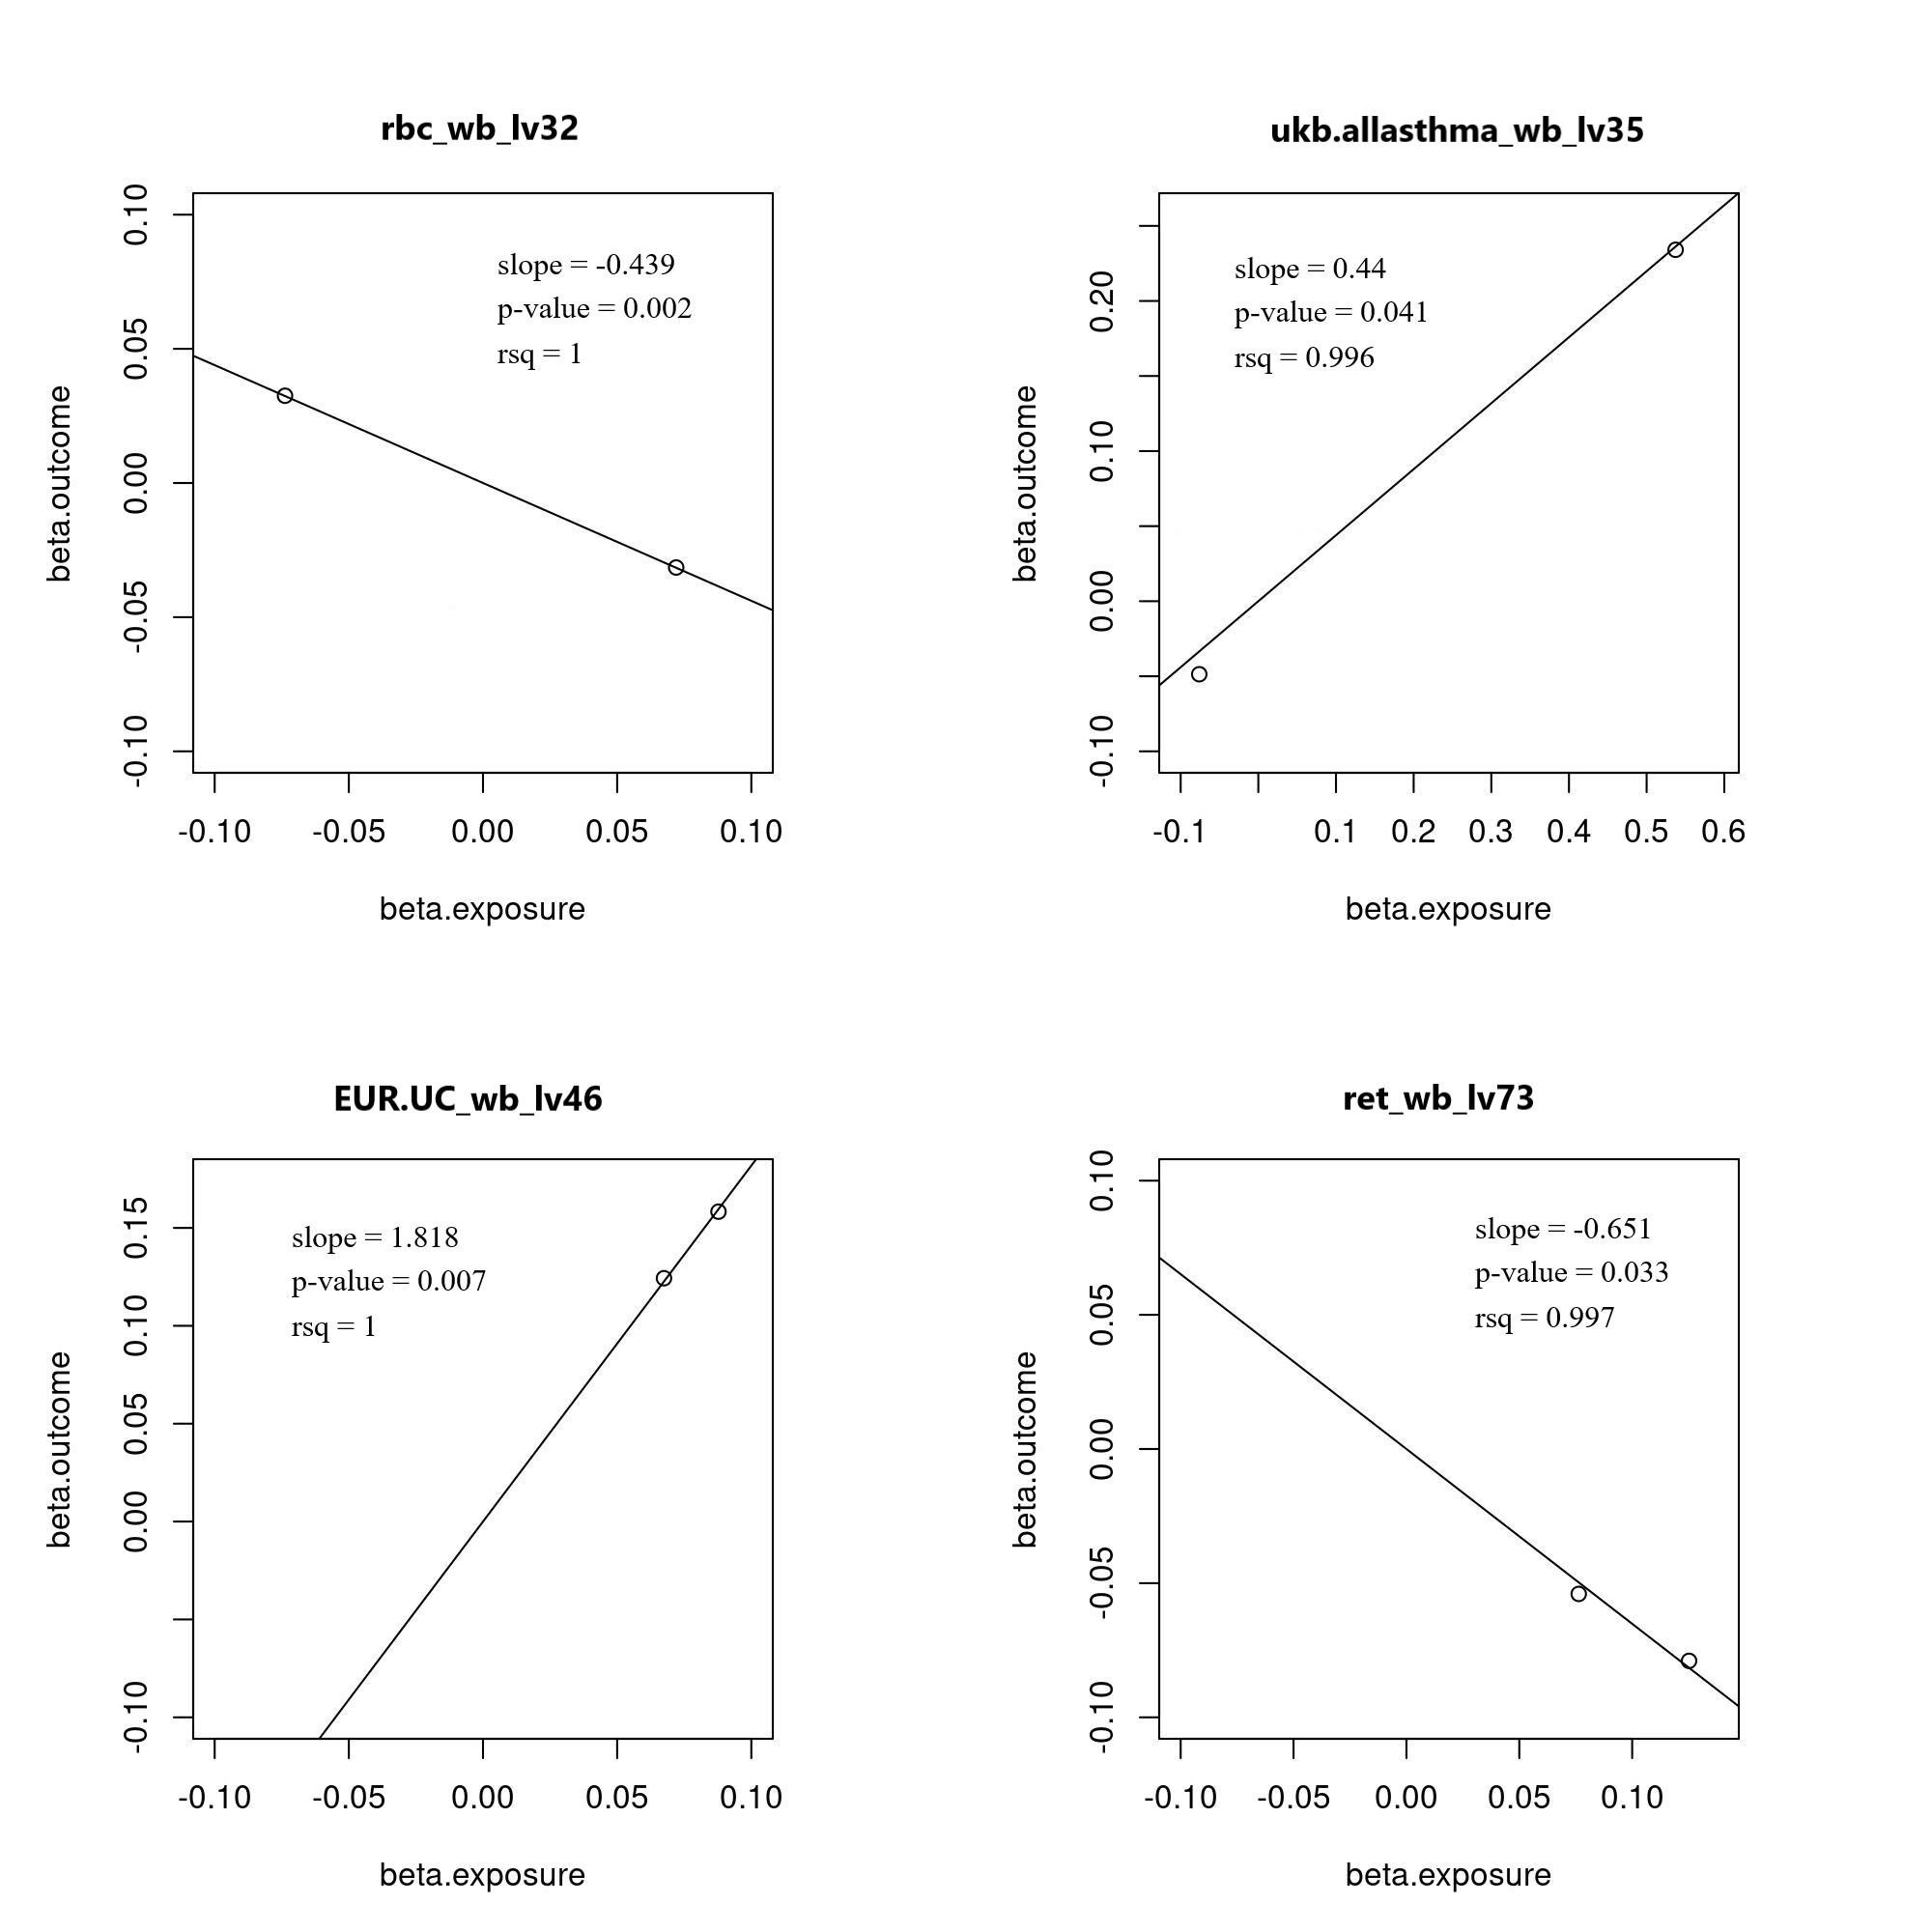 rbc_wb_lv32
slope = -0.439
p-value = 0.002
rsq = 1
beta.outcome
0.10
0.05
0.00
-0.05
-0.10
-0.10 -0.05 0.00 0.05 0.10
beta.exposure
ukb.allasthma_wb_lv35
slope = 0.44
p-value = 0.041
rsq = 0.996
beta.outcome
0.20
0.10
0.00
-0.10
-0.1 0.1 0.2 0.3 0.4 0.5 0.6
beta.exposure
EUR.UC_wb_lv46
slope = 1.818
p-value = 0.007
rsq = 1
beta.outcome
0.15
0.10
0.05
0.00
-0.10
-0.10 -0.05 0.00 0.05 0.10
beta.exposure
ret_wb_lv73
slope = -0.651
p-value = 0.033
rsq = 0.997
beta.outcome
0.10
0.05
0.00
-0.05
-0.10
-0.10 -0.05 0.00 0.05 0.10
beta.exposure